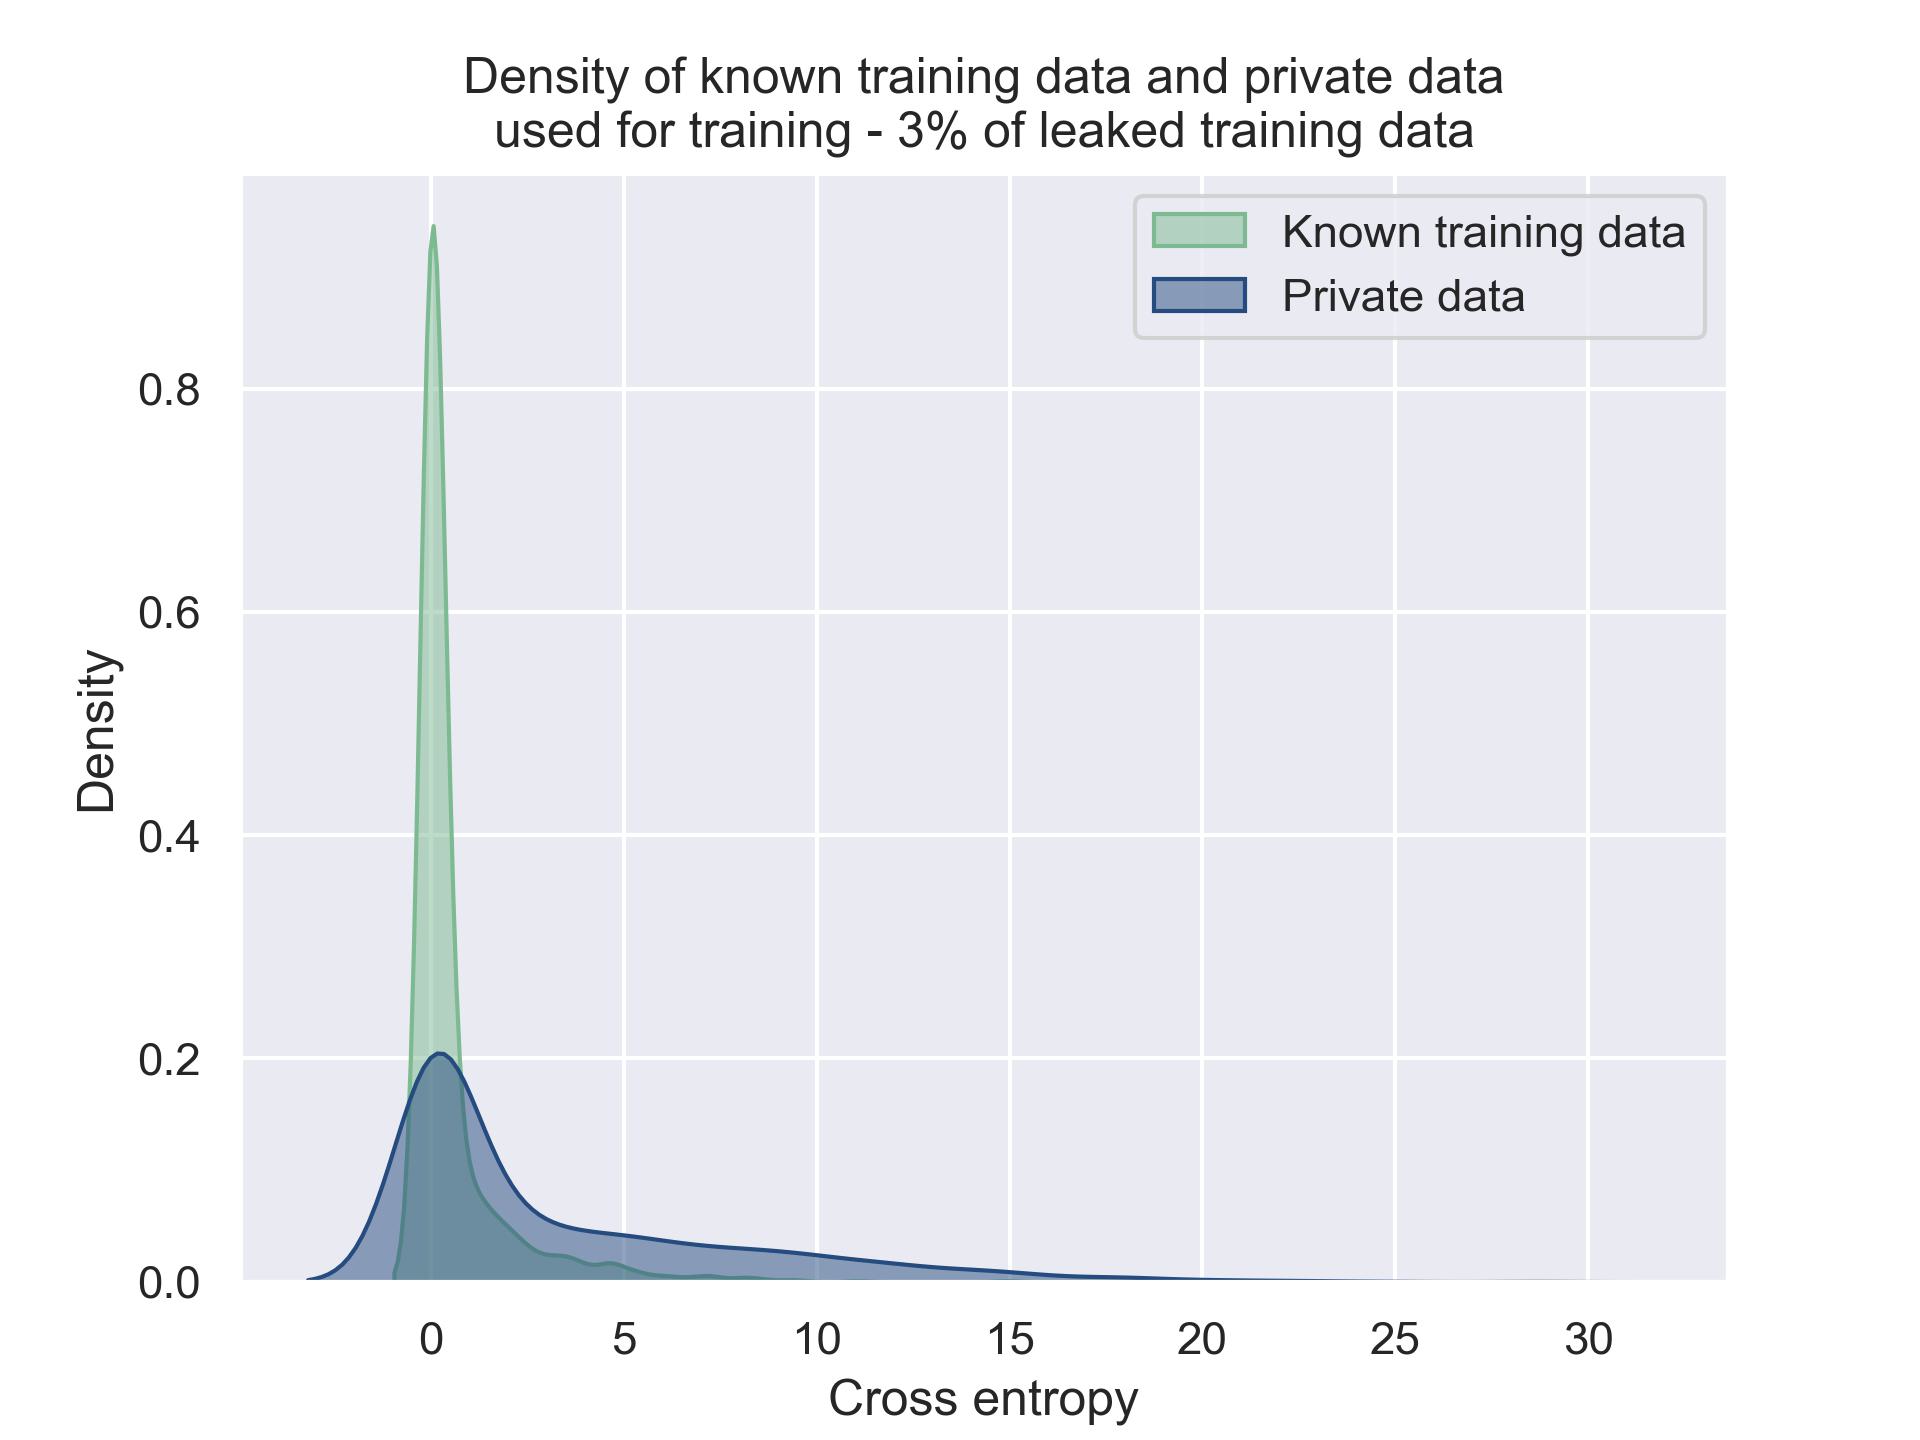 Density of known training data and private data
used for training - 3% of leaked training data
Known training data
Private data
Density
0.8
0.6
0.4
0.2
0.0
0 5 10 15 20 25 30
Cross entropy